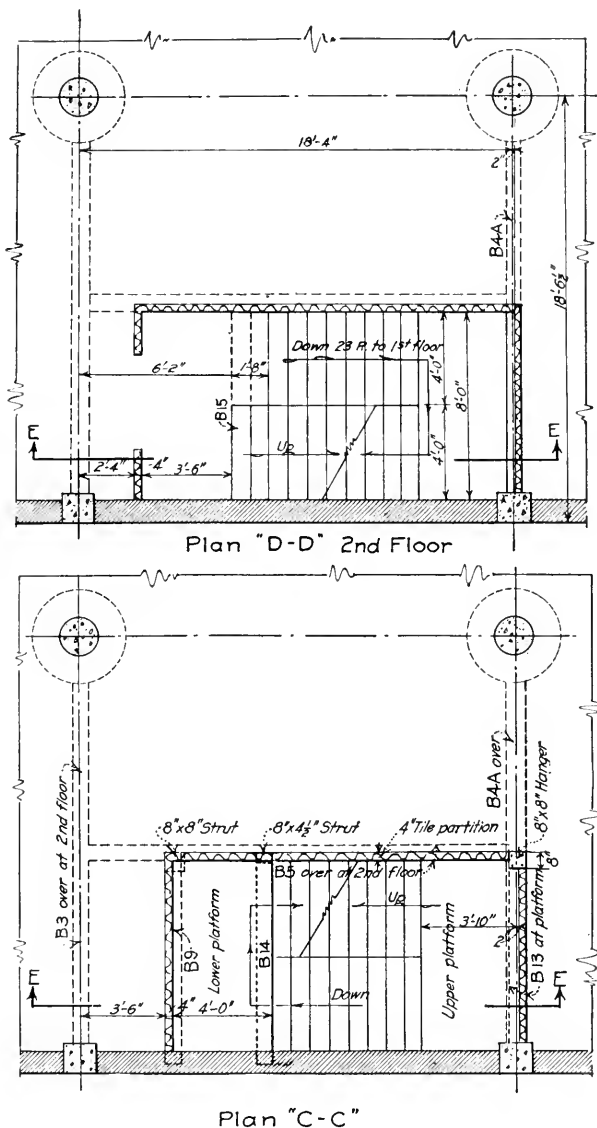 18'-4"
2"
B4A
18'-6½"
Down 23 R. to 1st floor
6'-2"
1'-8"
4'-0"
8'-0"
B15
E
E
Up
4'-0"
2'-4"
4"
3'-6"
Plan "D-D" 2nd Floor
B4A over
8"x8" Hanger
8"x8" Strut
8"x4½" Strut
4" Tile partition
8"
B5 over at 2nd floor
B3 over at 2nd floor
Up
3'-10"
2"
B9
Lower platform
B14
Upper platform
B13 at platform
E
E
Down
3'-6"
4"
4'-0"
Plan "C-C"